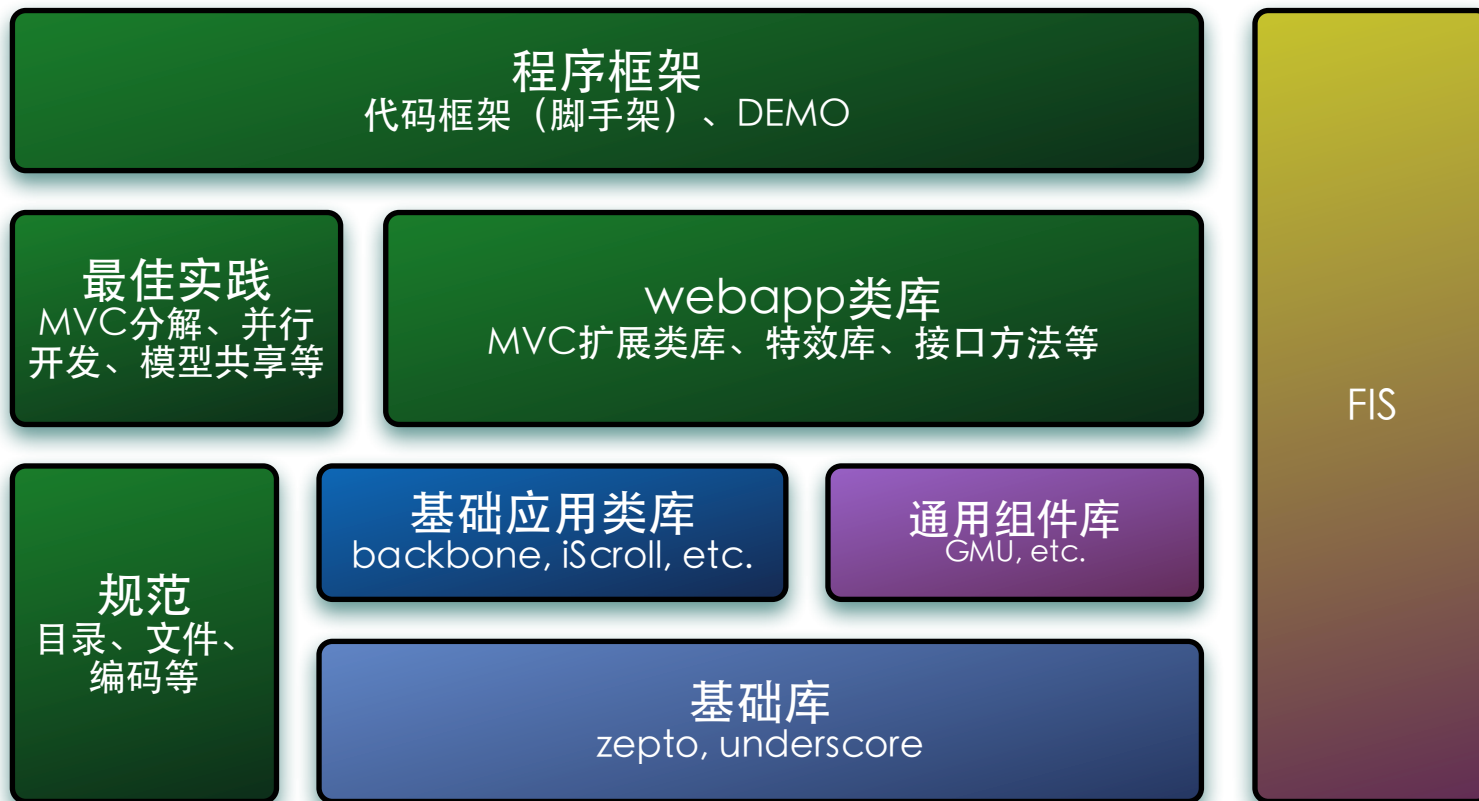 程序框架
代码框架（脚手架）、DEMO
最佳实践
MVC分解、并行
开发、模型共享等
webapp类库
MVC扩展类库、特效库、接口方法等
FIS
规范
目录、文件、
编码等
基础应用类库
backbone, iScroll, etc.
通用组件库
GMU, etc.
基础库
zepto, underscore